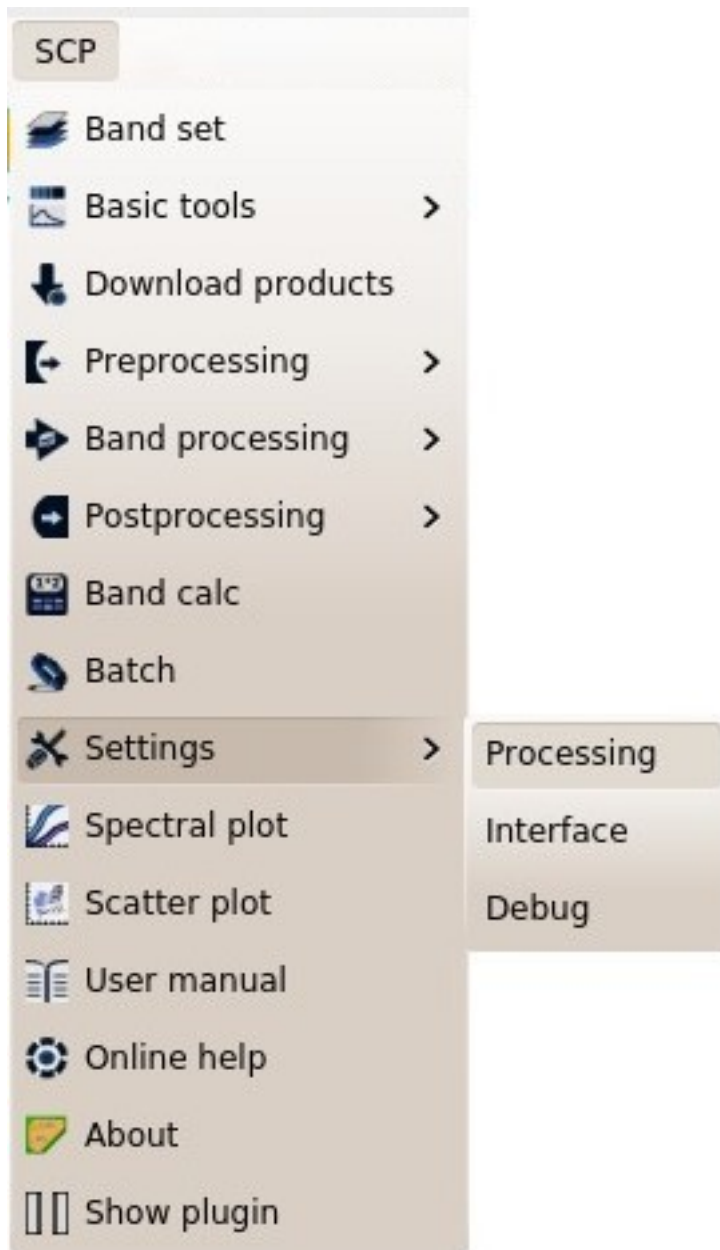 SCP
Band set
Basic tools
Download products
Preprocessing
Band processing
Postprocessing
Band calc
Batch
Settings
Processing
Interface
Debug
Spectral plot
Scatter plot
User manual
Online help
About
Show plugin